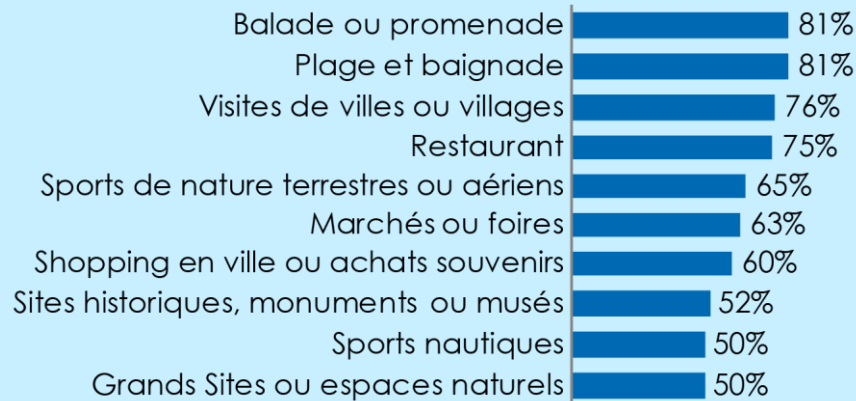 Balade ou promenade 81%
Plage et baignade 81%
Visites de villes ou villages 76%
Restaurant 75%
Sports de nature terrestres ou aériens 65%
Marchés ou foires 63%
Shopping en ville ou achats souvenirs 60%
Sites historiques, monuments ou musés 52%
Sports nautiques 50%
Grands Sites ou espaces naturels 50%